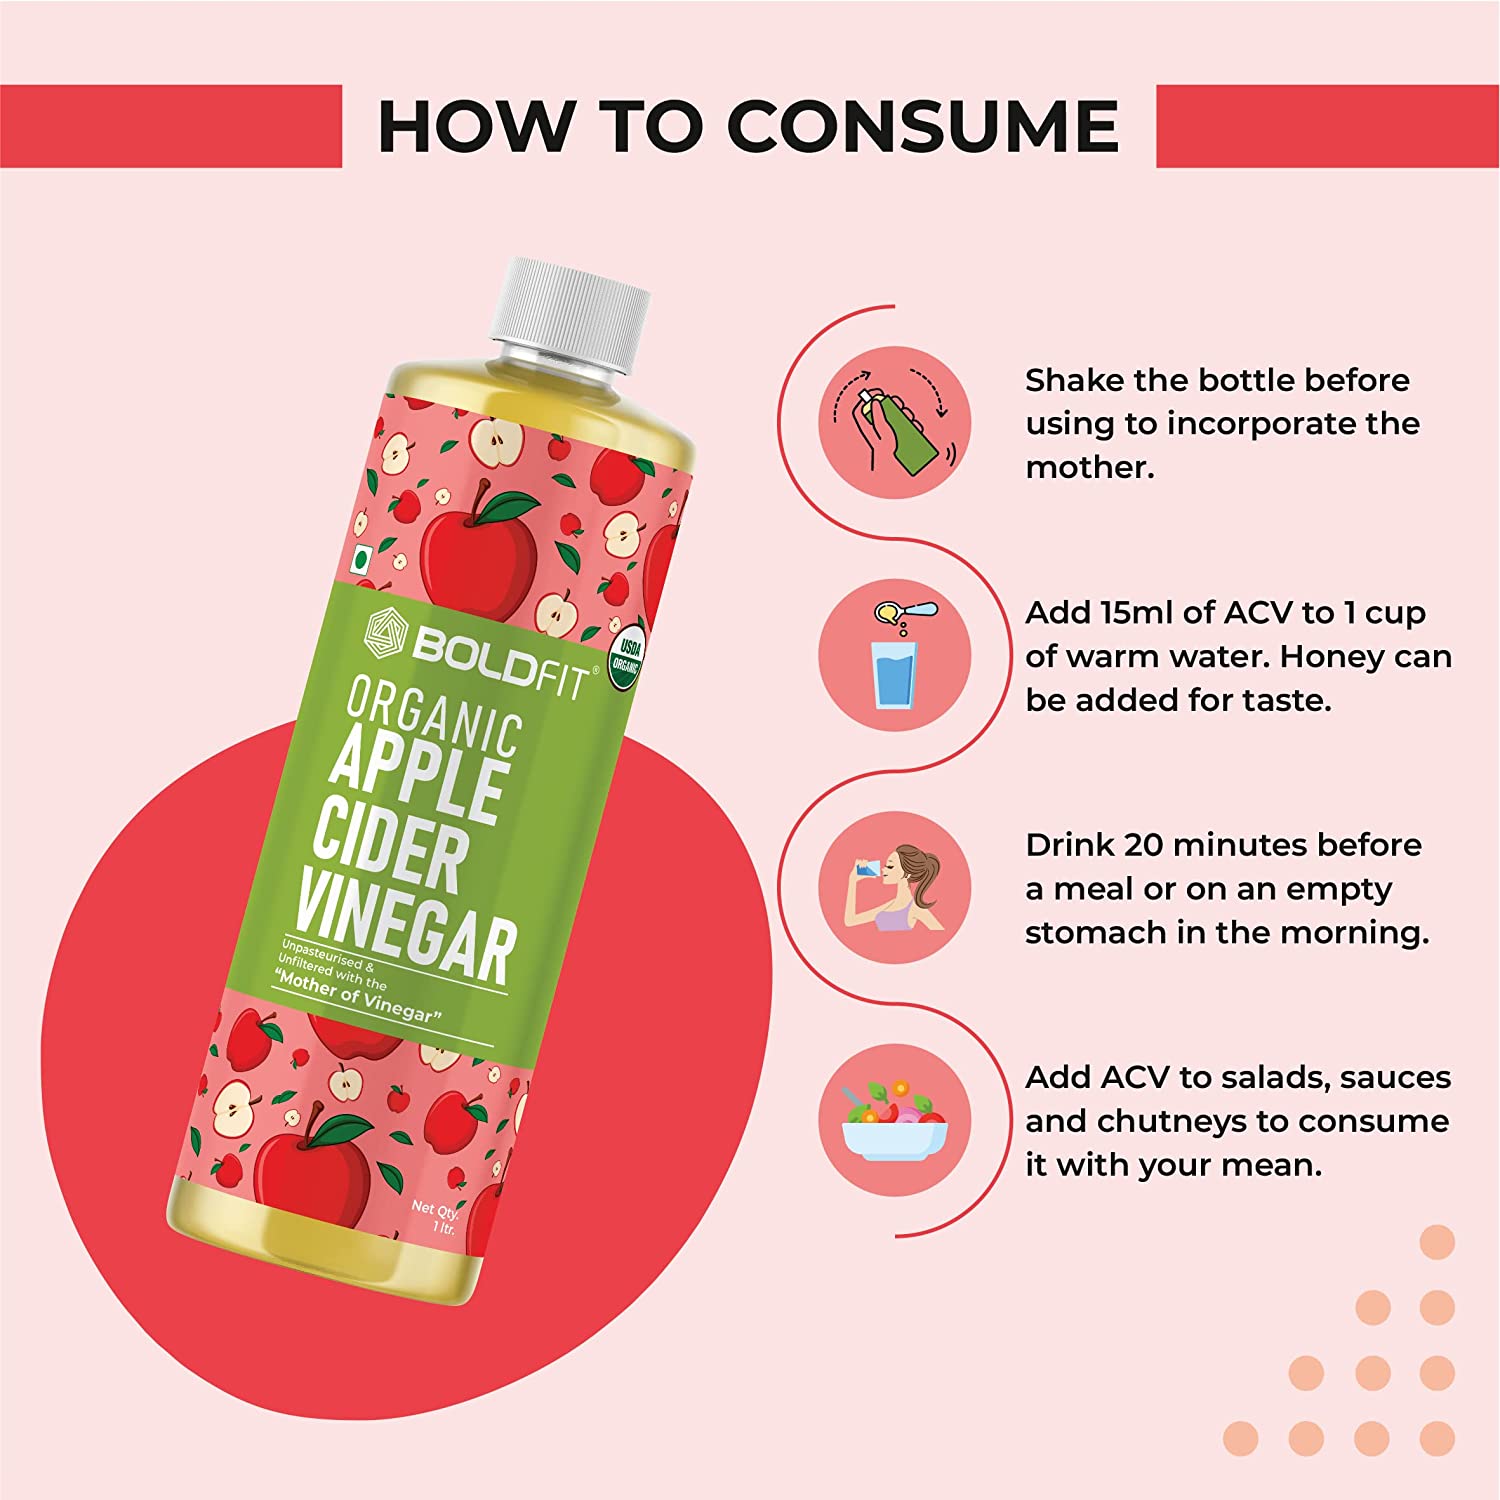 HOW TO CONSUME
USDA
ORGANIC
BOLDFIT®
ORGANIC
APPLE
CIDER
VINEGAR
Unpasteurised &
Unfiltered with the
“Mother of Vinegar”
Net Qty.
1 ltr.
Shake the bottle before
using to incorporate the
mother.
Add 15ml of ACV to 1 cup
of warm water. Honey can
be added for taste.
Drink 20 minutes before
a meal or on an empty
stomach in the morning.
Add ACV to salads, sauces
and chutneys to consume
it with your mean.